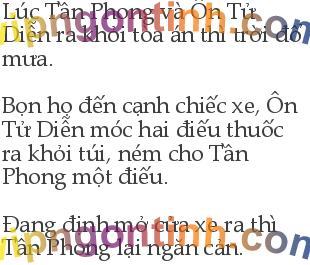 Lúc Tần Phong và Ôn Tử
Diễn ra khỏi toà án thì trời đổ
mưa.
Bọn họ đến cạnh chiếc xe, Ôn
Tử Diễn móc hai điếu thuốc
ra khỏi túi, ném cho Tần
Phong một điếu.
Đang định mở cửa xe ra thì
Tần Phong lại ngăn cản.